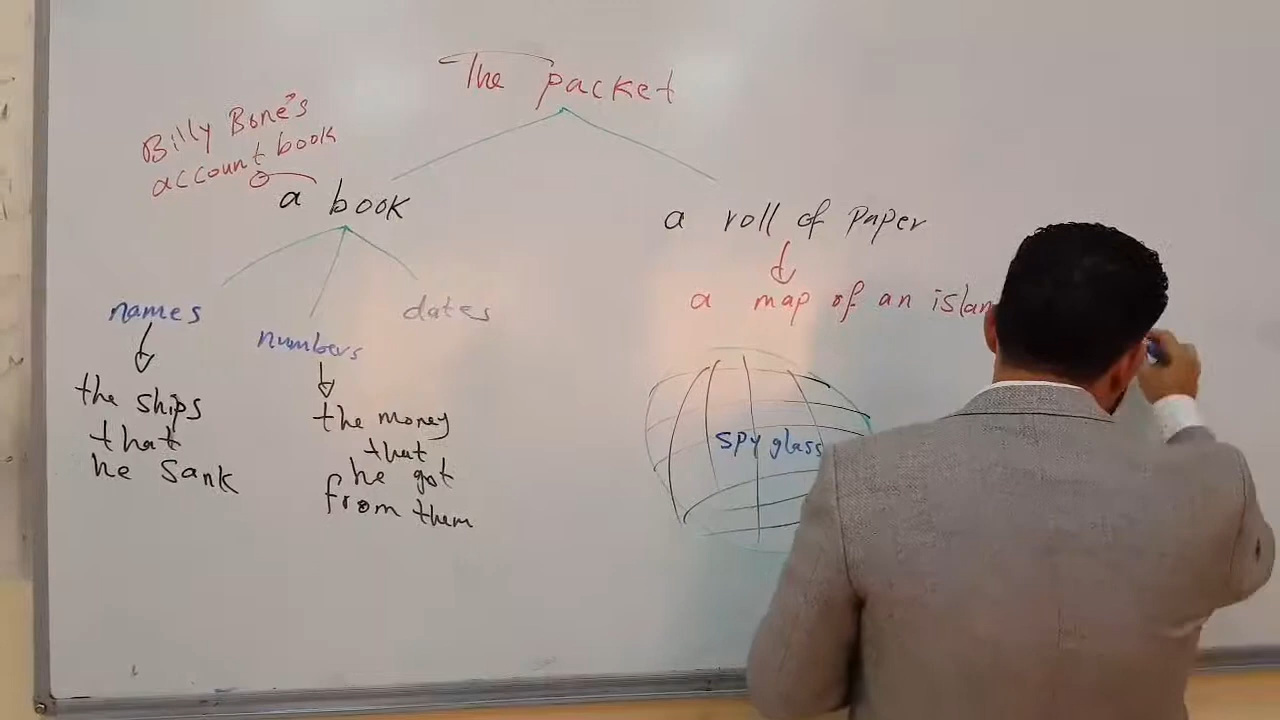 The packet
Billy Bone's
account book
a book
a roll of paper
names
numbers
dates
a map of an islan
the ships
that
he sank
the money
that
he got
from them
spy glass